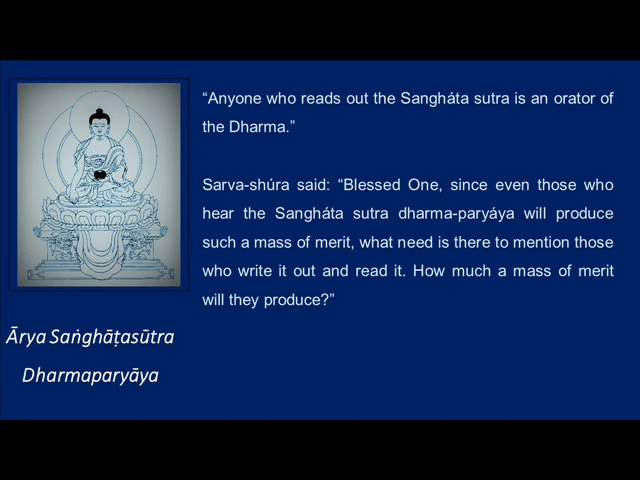 “Anyone who reads out the Sangháta sutra is an orator of
the Dharma.”
Sarva-shúra said: “Blessed One, since even those who
hear the Sangháta sutra dharma-paryáya will produce
such a mass of merit, what need is there to mention those
who write it out and read it. How much a mass of merit
will they produce?”
Ārya Saṅghāṭasūtra
Dharmaparyāya